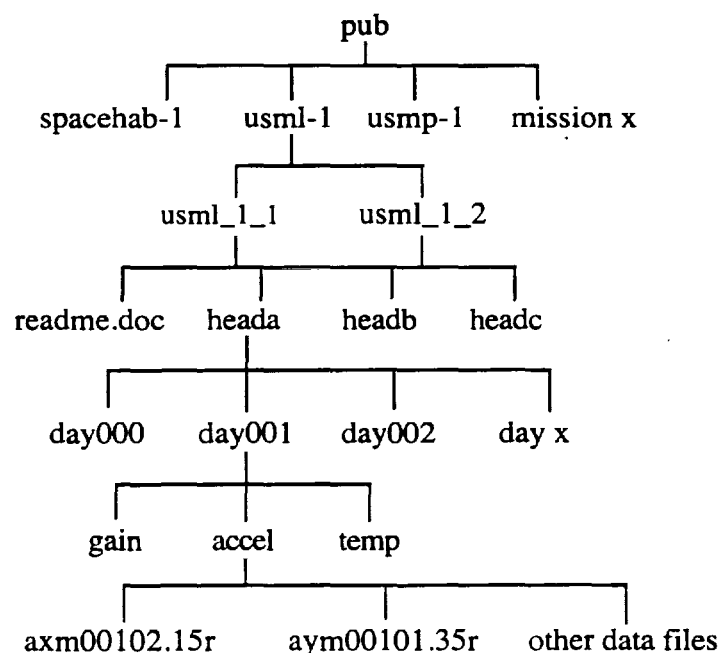 pub
spacehab-1 usml-1 usmp-1 mission x
usml_1_1 usml_1_2
readme.doc heada headb headc
day000 day001 day002 day x
gain accel temp
axm00102.15r aym00101.35r other data files